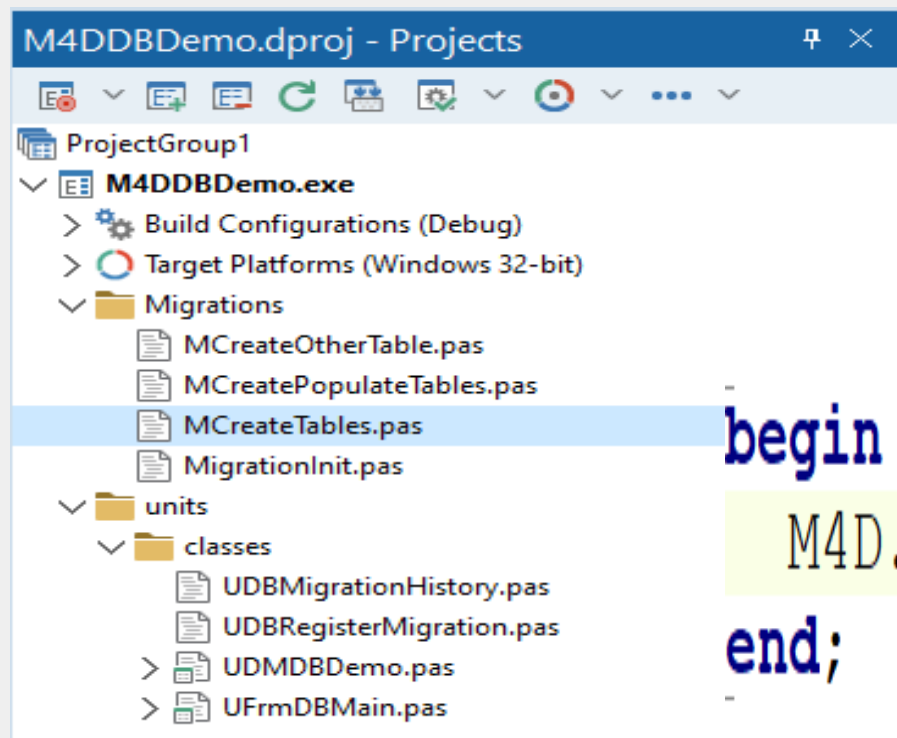 M4DDBDemo.dproj - Projects
ProjectGroup1
M4DDBDemo.exe
Build Configurations (Debug)
Target Platforms (Windows 32-bit)
Migrations
MCreateOtherTable.pas
MCreatePopulateTables.pas
MCreateTables.pas
MigrationInit.pas
units
classes
UDBMigrationHistory.pas
UDBRegisterMigration.pas
UDMDBDemo.pas
UFrmDBMain.pas
begin
M4D.
end;